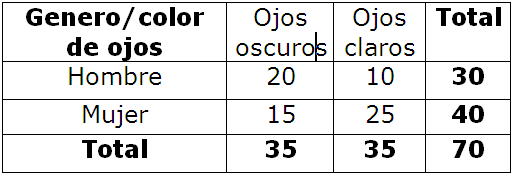 Genero/color de ojos Ojos oscuros Ojos claros Total
Hombre 20 10 30
Mujer 15 25 40
Total 35 35 70